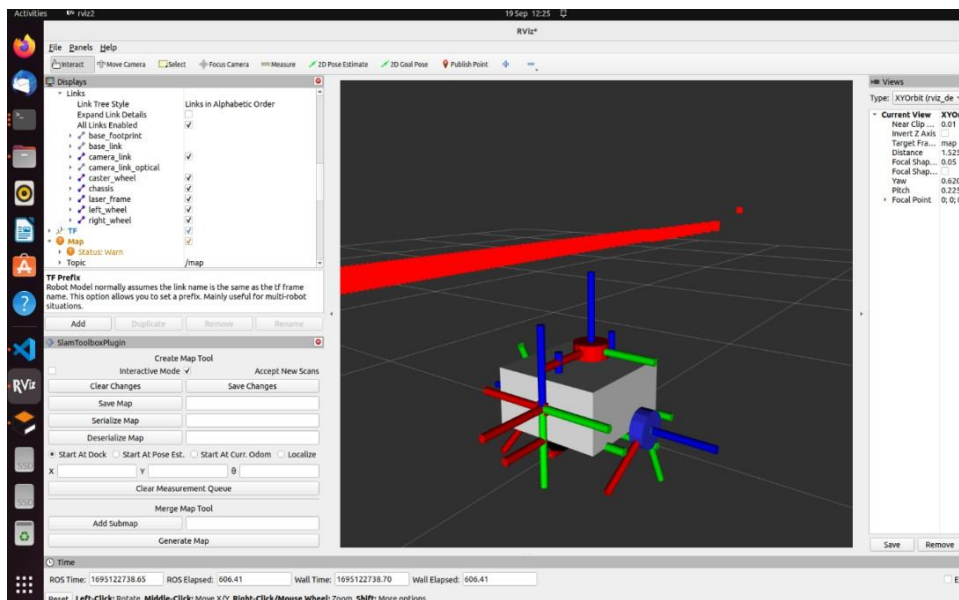 Activities
rviz2
19 Sep 12:25
RViz*
File Panels Help
Interact Move Camera Select Focus Camera Measure 2D Pose Estimate 2D Goal Pose Publish Point
Displays
Links
Link Tree Style Links in Alphabetic Order
Expand Link Details
All Links Enabled
base_footprint
base_link
camera_link
camera_link_optical
caster_wheel
chassis
laser_frame
left_wheel
right_wheel
TF
Map
Status: Warn
Topic /map
TF Prefix
Robot Model normally assumes the link name is the same as the tf frame
name. This option allows you to set a prefix. Mainly useful for multi-robot
situations.
Add Duplicate Remove Rename
SlamToolboxPlugin
Create Map Tool
Interactive Mode Accept New Scans
Clear Changes Save Changes
Save Map
Serialize Map
Deserialize Map
Start At Dock Start At Pose Est. Start At Curr. Odom Localize
X Y θ
Clear Measurement Queue
Merge Map Tool
Add Submap
Generate Map
Views
Type: XYOrbit (rviz_de
Current View XYOr
Near Clip ... 0.01
Invert Z Axis
Target Fra... map
Distance 1.525
Focal Shap... 0.05
Focal Shap...
Yaw 0.620
Pitch 0.225
Focal Point 0; 0;
Save Remove
RViz
SSD
SSD
Time
ROS Time: 1695122738.65 ROS Elapsed: 606.41 Wall Time: 1695122738.70 Wall Elapsed: 606.41
Reset Left-Click: Rotate. Middle-Click: Move X/Y. Right-Click/Mouse Wheel: Zoom. Shift: More options.